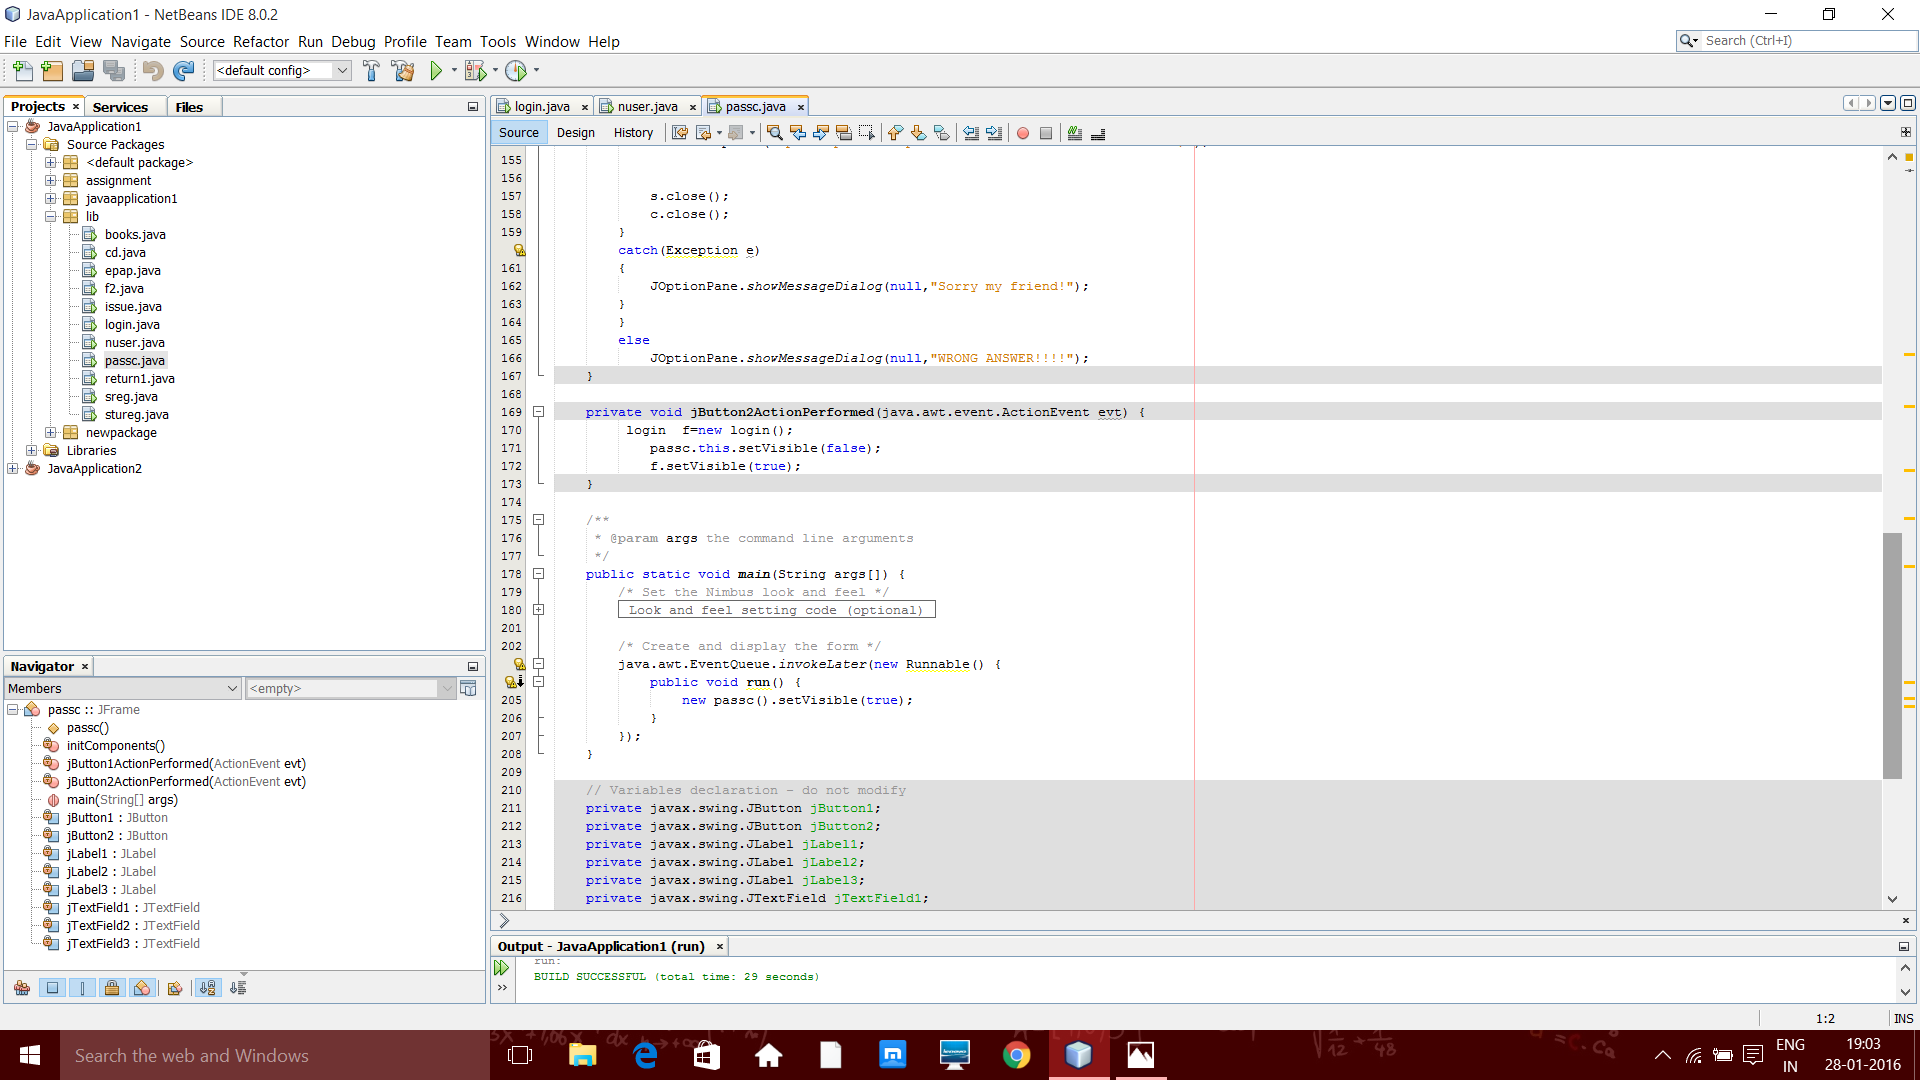 JavaApplication1 - NetBeans IDE 8.0.2
File Edit View Navigate Source Refactor Run Debug Profile Team Tools Window Help
Search (Ctrl+I)
<default config>
Projects
Services
Files
JavaApplication1
Source Packages
<default package>
assignment
javaapplication1
lib
books.java
cd.java
epap.java
f2.java
issue.java
login.java
nuser.java
passc.java
return1.java
sreg.java
stureg.java
newpackage
Libraries
JavaApplication2
Navigator
Members
<empty>
passc :: JFrame
passc()
initComponents()
jButton1ActionPerformed(ActionEvent evt)
jButton2ActionPerformed(ActionEvent evt)
main(String[] args)
jButton1 : JButton
jButton2 : JButton
jLabel1 : JLabel
jLabel2 : JLabel
jLabel3 : JLabel
jTextField1 : JTextField
jTextField2 : JTextField
jTextField3 : JTextField
login.java
nuser.java
passc.java
Source Design History
155
156
157 s.close();
158 c.close();
159 }
catch(Exception e)
161 {
162 JOptionPane.showMessageDialog(null,"Sorry my friend!");
163 }
164 }
165 else
166 JOptionPane.showMessageDialog(null,"WRONG ANSWER!!!!");
167 }
168
169 private void jButton2ActionPerformed(java.awt.event.ActionEvent evt) {
170 login f=new login();
171 passc.this.setVisible(false);
172 f.setVisible(true);
173 }
174
175 /**
176 * @param args the command line arguments
177 */
178 public static void main(String args[]) {
179 /* Set the Nimbus look and feel */
180 Look and feel setting code (optional)
201
202 /* Create and display the form */
java.awt.EventQueue.invokeLater(new Runnable() {
public void run() {
205 new passc().setVisible(true);
206 }
207 });
208 }
209
210 // Variables declaration - do not modify
211 private javax.swing.JButton jButton1;
212 private javax.swing.JButton jButton2;
213 private javax.swing.JLabel jLabel1;
214 private javax.swing.JLabel jLabel2;
215 private javax.swing.JLabel jLabel3;
216 private javax.swing.JTextField jTextField1;
Output - JavaApplication1 (run)
run:
BUILD SUCCESSFUL (total time: 29 seconds)
1:2 INS
Search the web and Windows
ENG
IN
19:03
28-01-2016